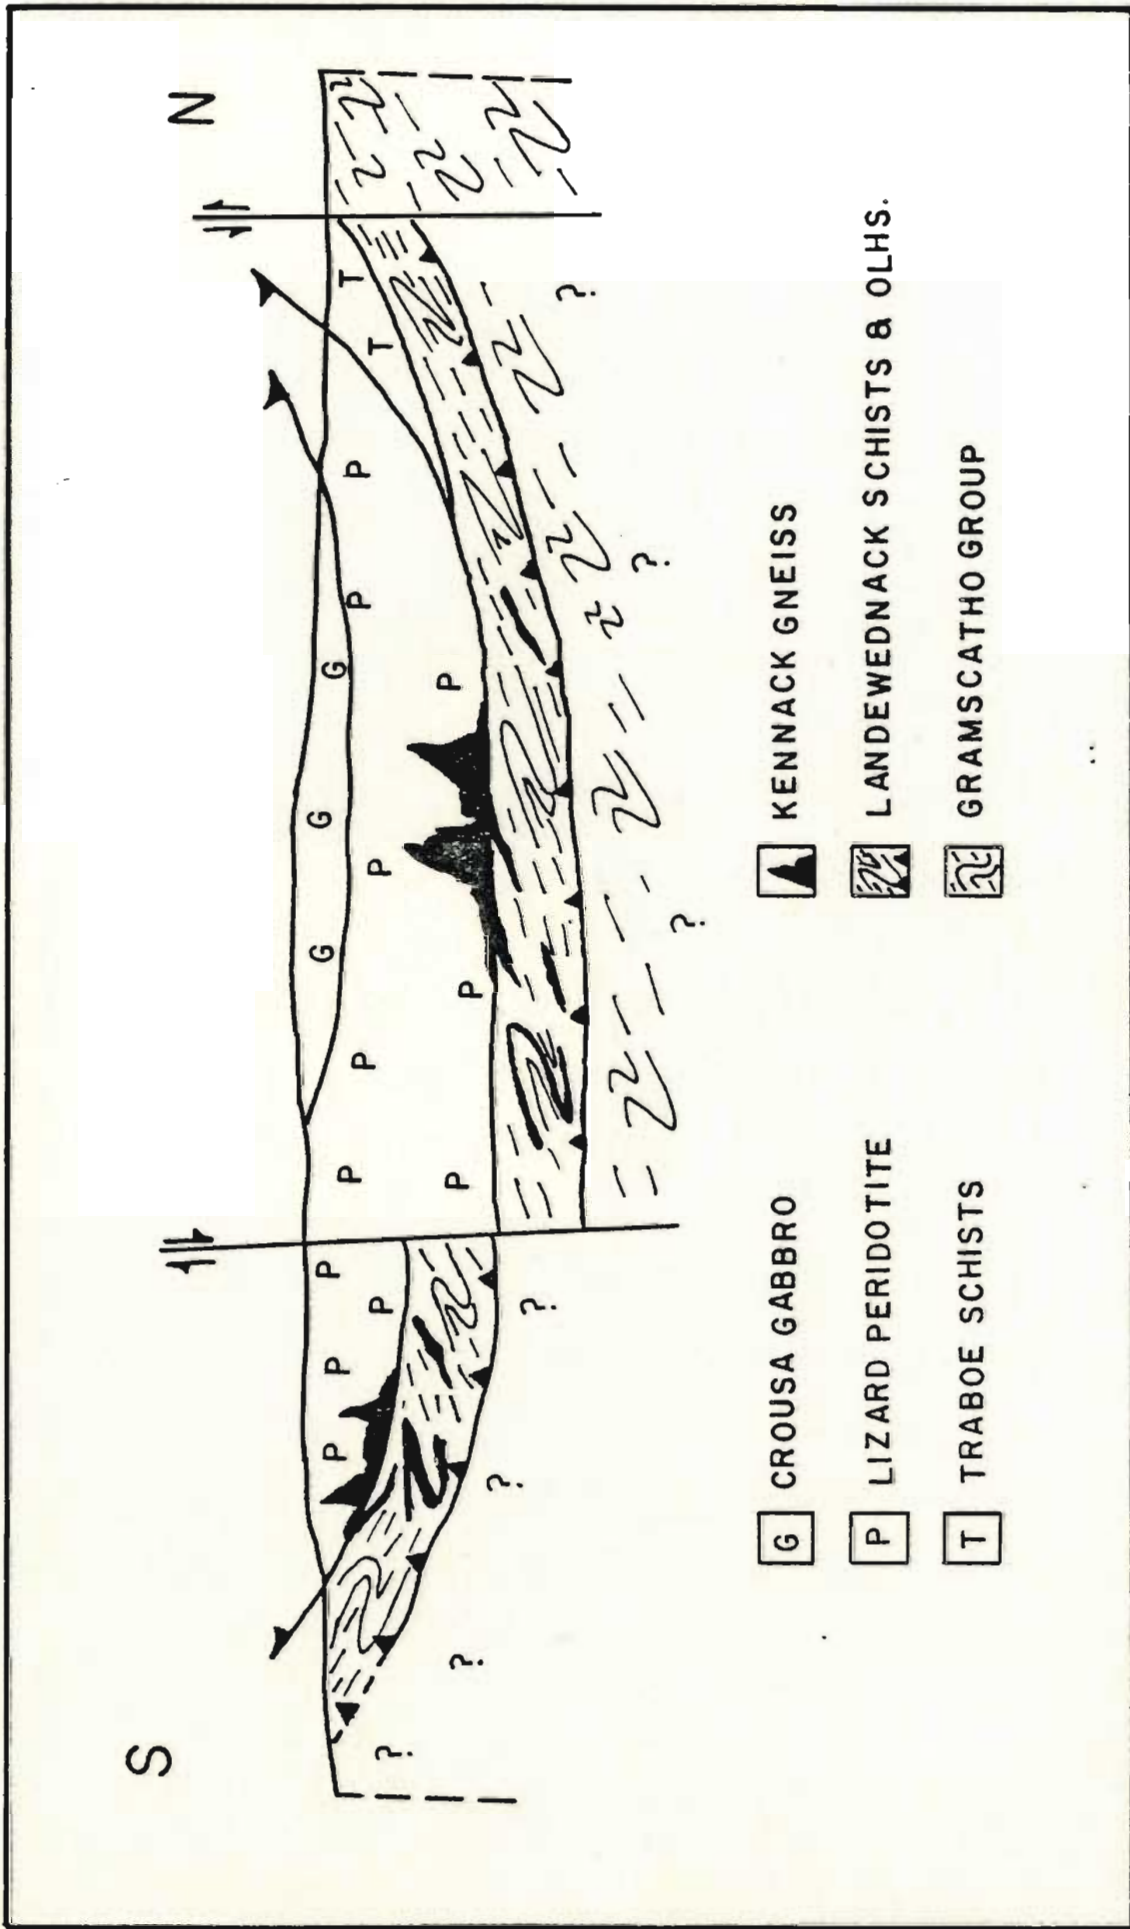 S
N
T
T
P
P
G
P
G
P
G
P
P
P
P
P
P
P
P
P
?
?
?
?
?
?
?
?
G CROUSA GABBRO
P LIZARD PERIDOTITE
T TRABOE SCHISTS
KENNACK GNEISS
LANDEWEDNACK SCHISTS & OLHS.
GRAMSCATHO GROUP